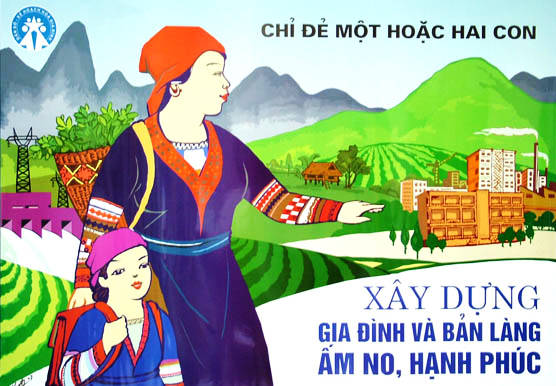 CHỈ ĐẺ MỘT HOẶC HAI CON
XÂY DỰNG
GIA ĐÌNH VÀ BẢN LÀNG
ẤM NO, HẠNH PHÚC